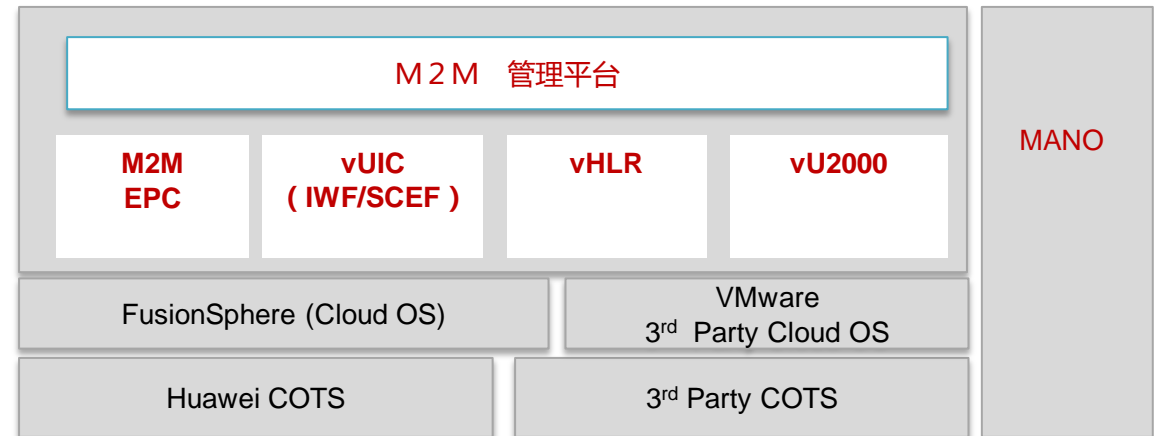 M２M 管理平台
MANO
M2M
EPC
vUIC
（IWF/SCEF）
vHLR
vU2000
FusionSphere (Cloud OS)
VMware
3rd Party Cloud OS
Huawei COTS
3rd Party COTS